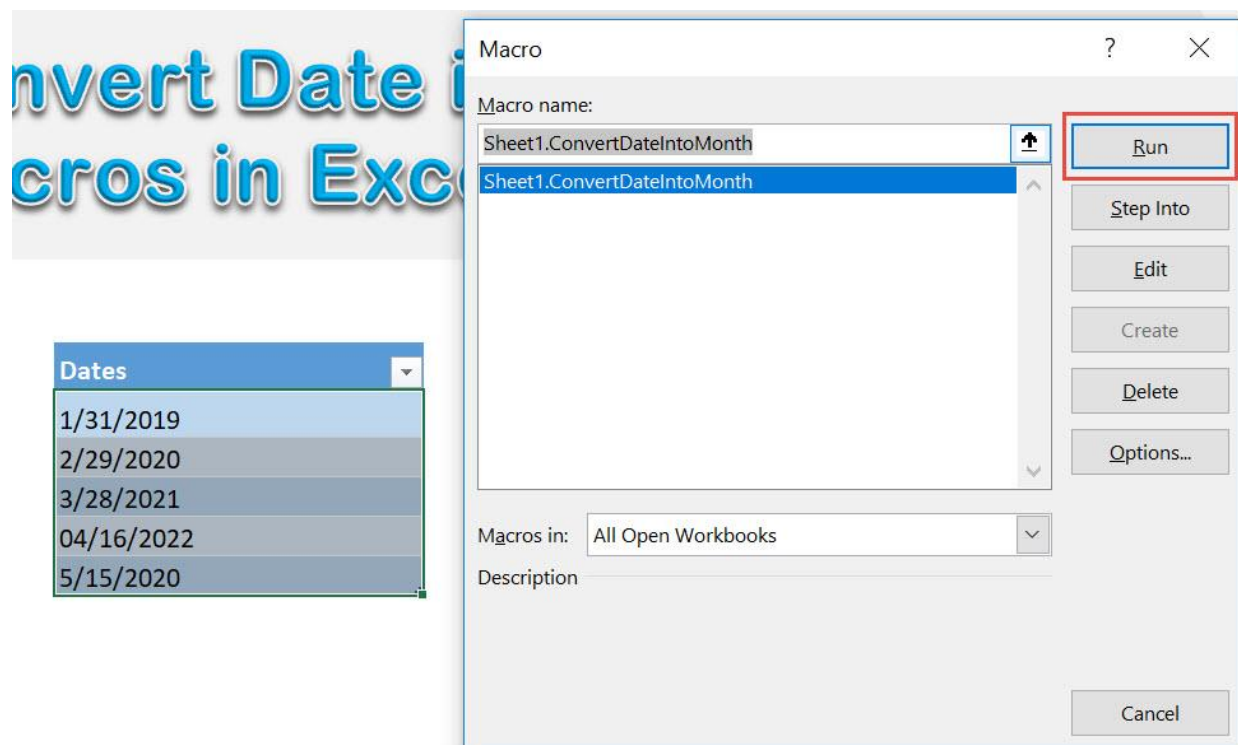 nvert Date i
cros in Exc
Dates
1/31/2019
2/29/2020
3/28/2021
04/16/2022
5/15/2020
Macro
?
Macro name:
Sheet1.ConvertDateIntoMonth
Sheet1.ConvertDateIntoMonth
Run
Step Into
Edit
Create
Delete
Options...
Macros in: All Open Workbooks
Description
Cancel